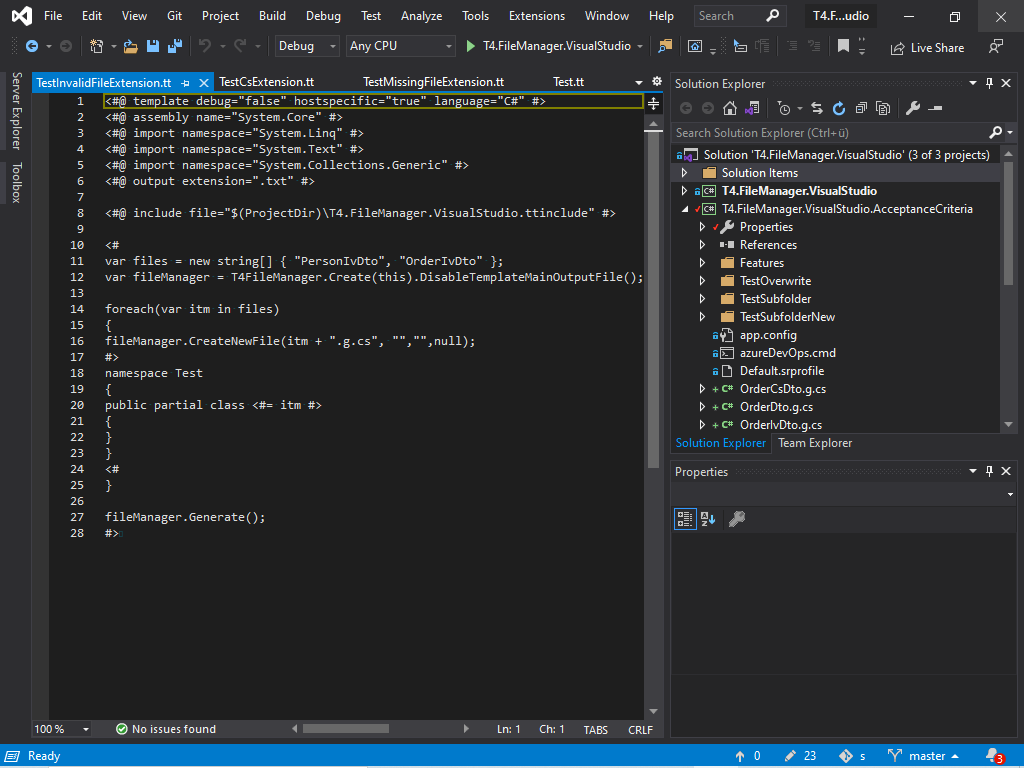 File Edit View Git Project Build Debug Test Analyze Tools Extensions Window Help Search T4.F...udio
Debug Any CPU T4.FileManager.VisualStudio Live Share
Server Explorer
Toolbox
TestInvalidFileExtension.tt TestCsExtension.tt TestMissingFileExtension.tt Test.tt
1 <#@ template debug="false" hostspecific="true" language="C#" #>
2 <#@ assembly name="System.Core" #>
3 <#@ import namespace="System.Linq" #>
4 <#@ import namespace="System.Text" #>
5 <#@ import namespace="System.Collections.Generic" #>
6 <#@ output extension=".txt" #>
7
8 <#@ include file="$(ProjectDir)\T4.FileManager.VisualStudio.ttinclude" #>
9
10 <#
11 var files = new string[] { "PersonIvDto", "OrderIvDto" };
12 var fileManager = T4FileManager.Create(this).DisableTemplateMainOutputFile();
13
14 foreach(var itm in files)
15 {
16 fileManager.CreateNewFile(itm + ".g.cs", "","",null);
17 #>
18 namespace Test
19 {
20 public partial class <#= itm #>
21 {
22 }
23 }
24 <#
25 }
26
27 fileManager.Generate();
28 #>
100 % No issues found Ln: 1 Ch: 1 TABS CRLF
Solution Explorer
Search Solution Explorer (Ctrl+ü)
Solution 'T4.FileManager.VisualStudio' (3 of 3 projects)
Solution Items
C# T4.FileManager.VisualStudio
C# T4.FileManager.VisualStudio.AcceptanceCriteria
Properties
References
Features
TestOverwrite
TestSubfolder
TestSubfolderNew
app.config
azureDevOps.cmd
Default.srprofile
+ C# OrderCsDto.g.cs
+ C# OrderDto.g.cs
+ C# OrderIvDto.g.cs
Solution Explorer Team Explorer
Properties
Ready 0 23 s master 3